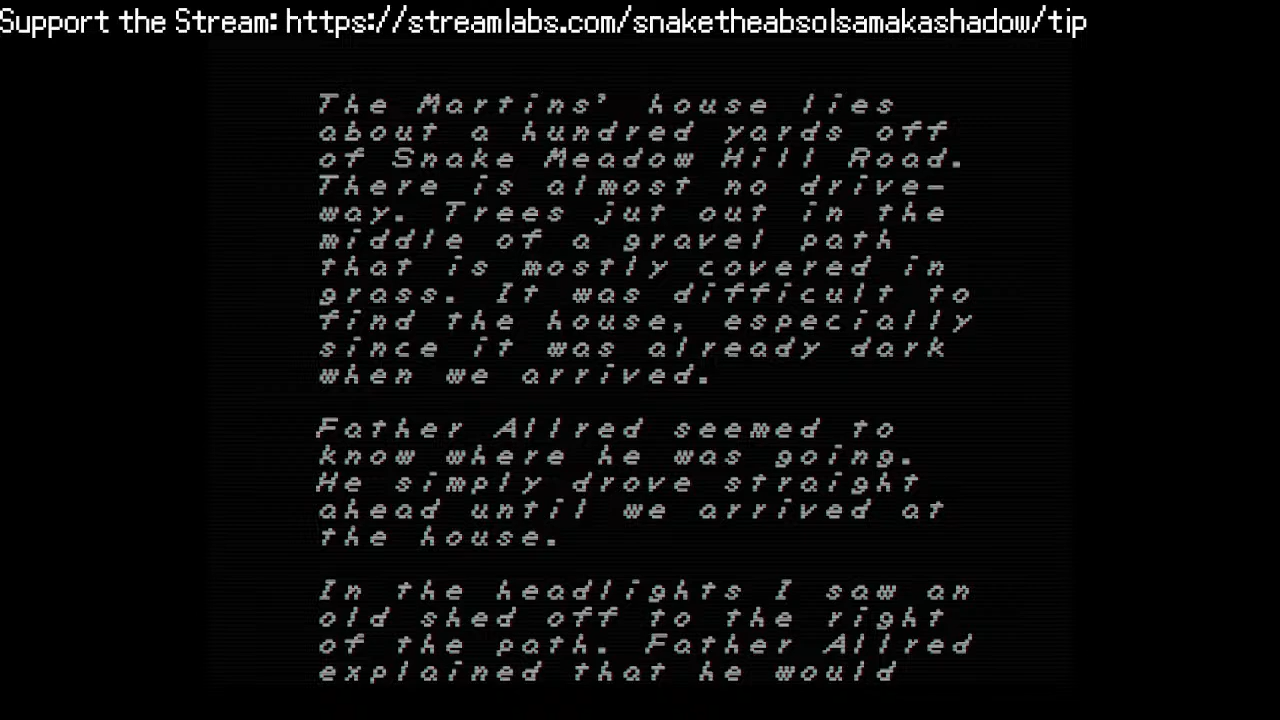 Support the Stream: https://streamlabs.com/snaketheabsolsamakashadow/tip
The Martins' house lies
about a hundred yards off
of Snake Meadow Hill Road.
There is almost no drive-
way. Trees jut out in the
middle of a gravel path
that is mostly covered in
grass. It was difficult to
find the house, especially
since it was already dark
when we arrived.
Father Allred seemed to
know where he was going.
He simply drove straight
ahead until we arrived at
the house.
In the headlights I saw an
old shed off to the right
of the path. Father Allred
explained that he would